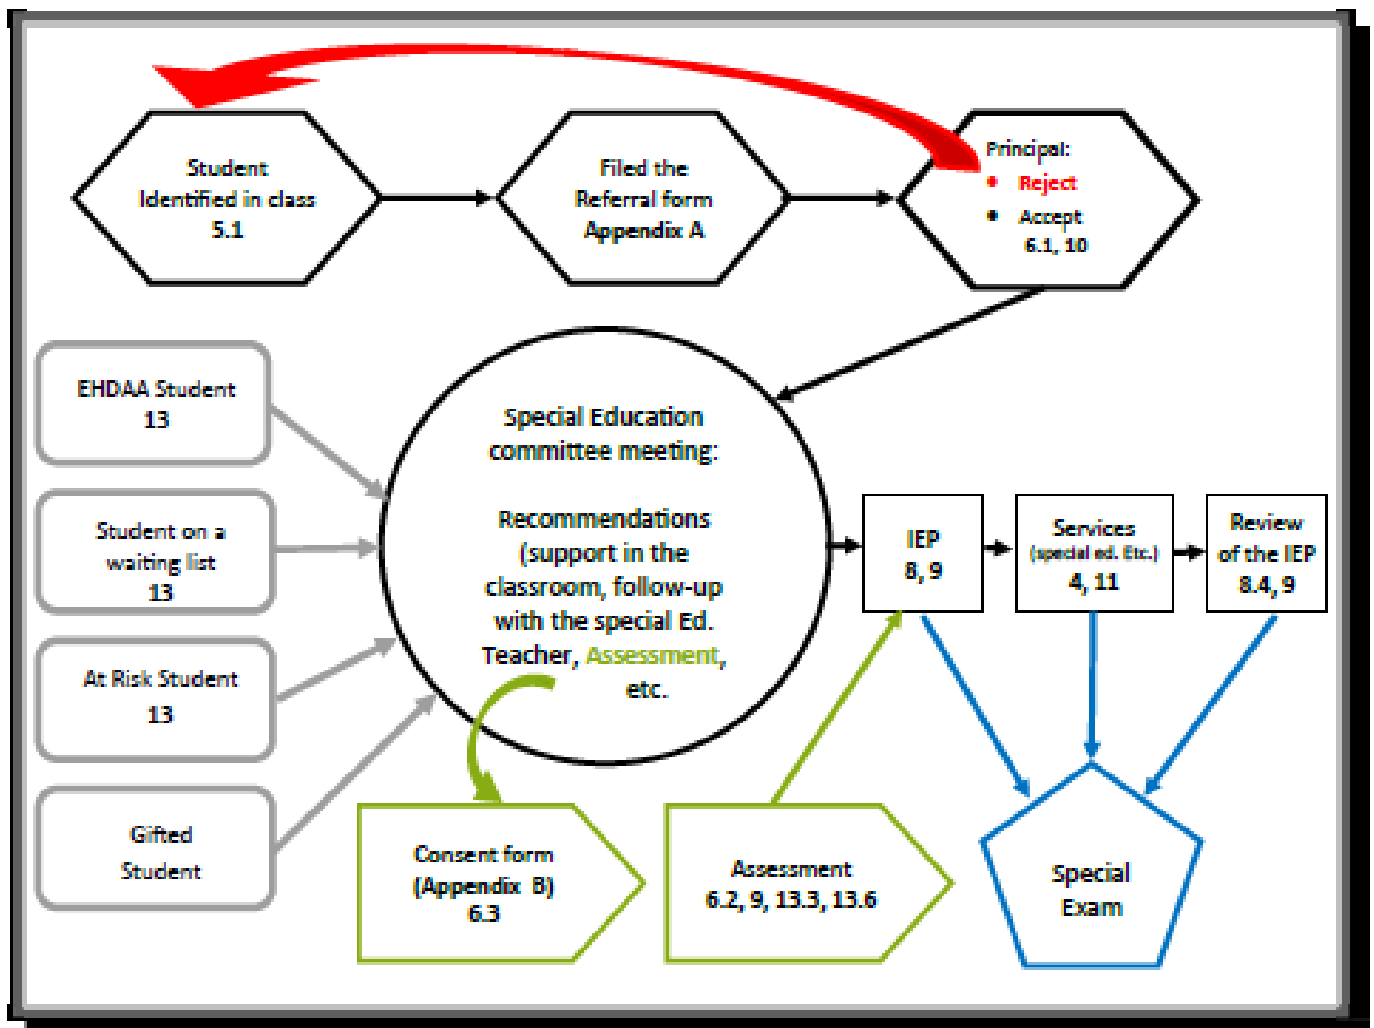 Student
Identified in class
5.1
Filed the
Referral form
Appendix A
Principal:
• Reject
• Accept
6.1, 10
EHDAA Student
13
Student on a
waiting list
13
At Risk Student
13
Gifted
Student
Special Education
committee meeting:
Recommendations
(support in the
classroom, follow-up
with the special Ed.
Teacher, Assessment,
etc.
IEP
8, 9
Services
(special ed. Etc.)
4, 11
Review
of the IEP
8.4, 9
Consent form
(Appendix B)
6.3
Assessment
6.2, 9, 13.3, 13.6
Special
Exam